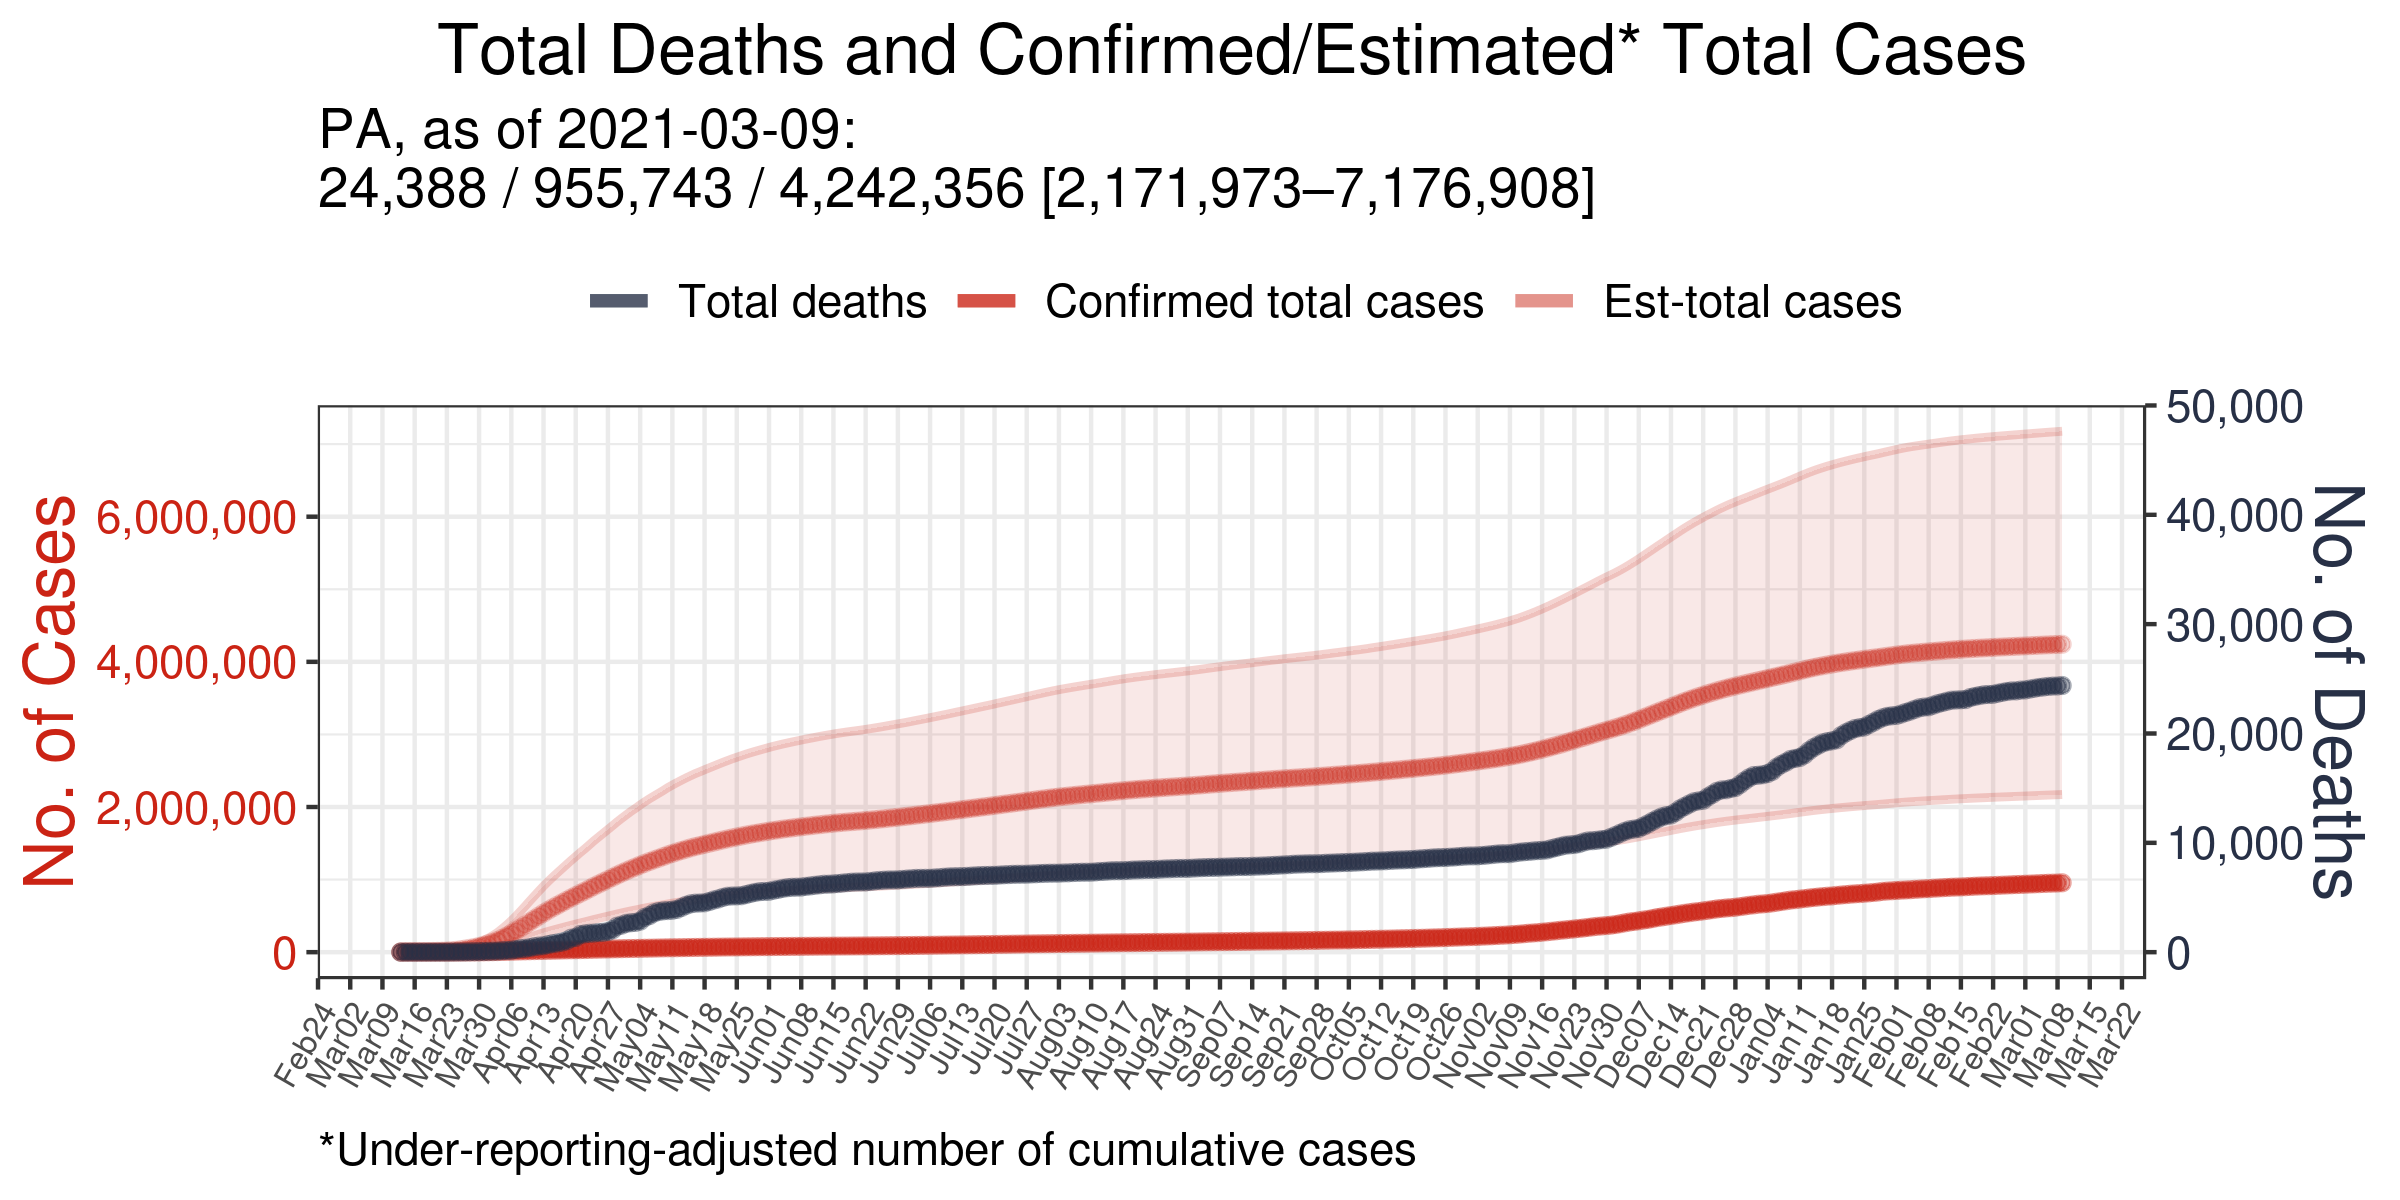 Total Deaths and Confirmed/Estimated* Total Cases
PA, as of 2021-03-09:
24,388 / 955,743 / 4,242,356 [2,171,973–7,176,908]
Total deaths
Confirmed total cases
Est-total cases
No. of Cases
6,000,000
4,000,000
2,000,000
0
50,000
40,000
30,000
20,000
10,000
0
No. of Deaths
Feb24
Mar02
Mar09
Mar16
Mar23
Mar30
Apr06
Apr13
Apr20
Apr27
May04
May11
May18
May25
Jun01
Jun08
Jun15
Jun22
Jun29
Jul06
Jul13
Jul20
Jul27
Aug03
Aug10
Aug17
Aug24
Aug31
Sep07
Sep14
Sep21
Sep28
Oct05
Oct12
Oct19
Oct26
Nov02
Nov09
Nov16
Nov23
Nov30
Dec07
Dec14
Dec21
Dec28
Jan04
Jan11
Jan18
Jan25
Feb01
Feb08
Feb15
Feb22
Mar01
Mar08
Mar15
Mar22
*Under-reporting-adjusted number of cumulative cases